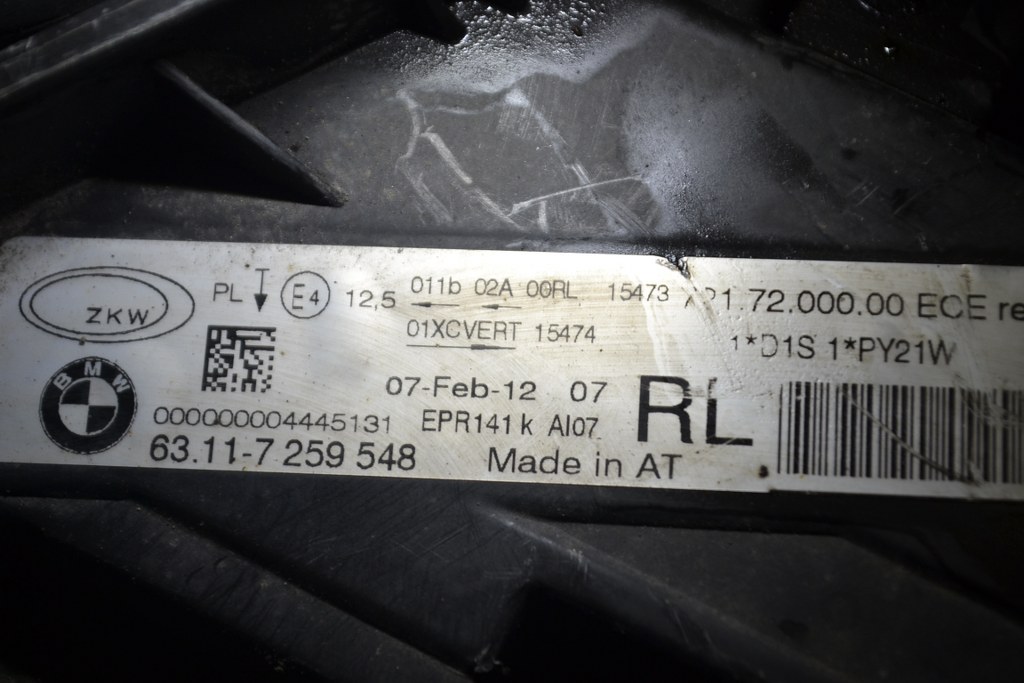 ZKW
PL E4 12,5 011b 02A 00RL 15473 .72.000.00 ECE re
01XCVERT 15474
1*D1S 1*PY21W
BMW
07-Feb-12 07
RL
000000004445131 EPR141 k AI07
63.11-7 259 548 Made in AT